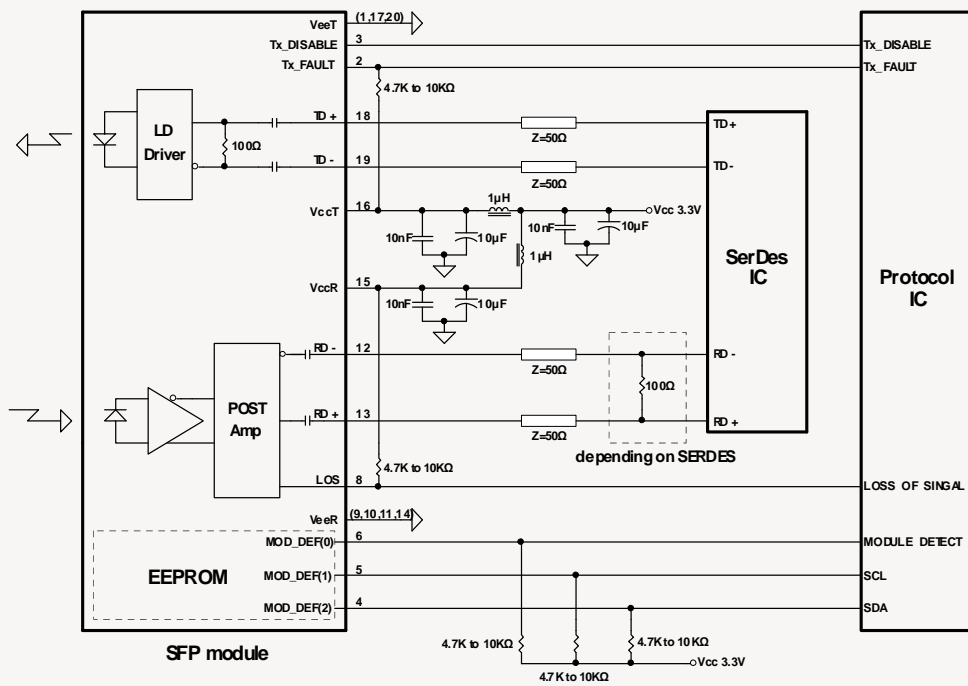 VeeT
(1,17,20)
Tx_DISABLE
3
Tx_DISABLE
Tx_FAULT
2
Tx_FAULT
4.7K to 10KΩ
LD
Driver
100Ω
TD+
18
Z=50Ω
TD+
TD -
19
Z=50Ω
TD-
VccT
16
1µH
Vcc 3.3V
10nF
10µF
10nF
10µF
1µH
SerDes
IC
Protocol
IC
VccR
15
10nF
10µF
RD -
12
Z=50Ω
RD -
100Ω
POST
Amp
RD+
13
Z=50Ω
RD+
depending on SERDES
4.7K to 10KΩ
LOS
8
LOSS OF SINGAL
VeeR
(9,10,11,14)
MOD_DEF(0)
6
MODULE DETECT
EEPROM
MOD_DEF(1)
5
SCL
MOD_DEF(2)
4
SDA
4.7K to 10KΩ
4.7K to 10KΩ
4.7K to 10KΩ
Vcc 3.3V
SFP module